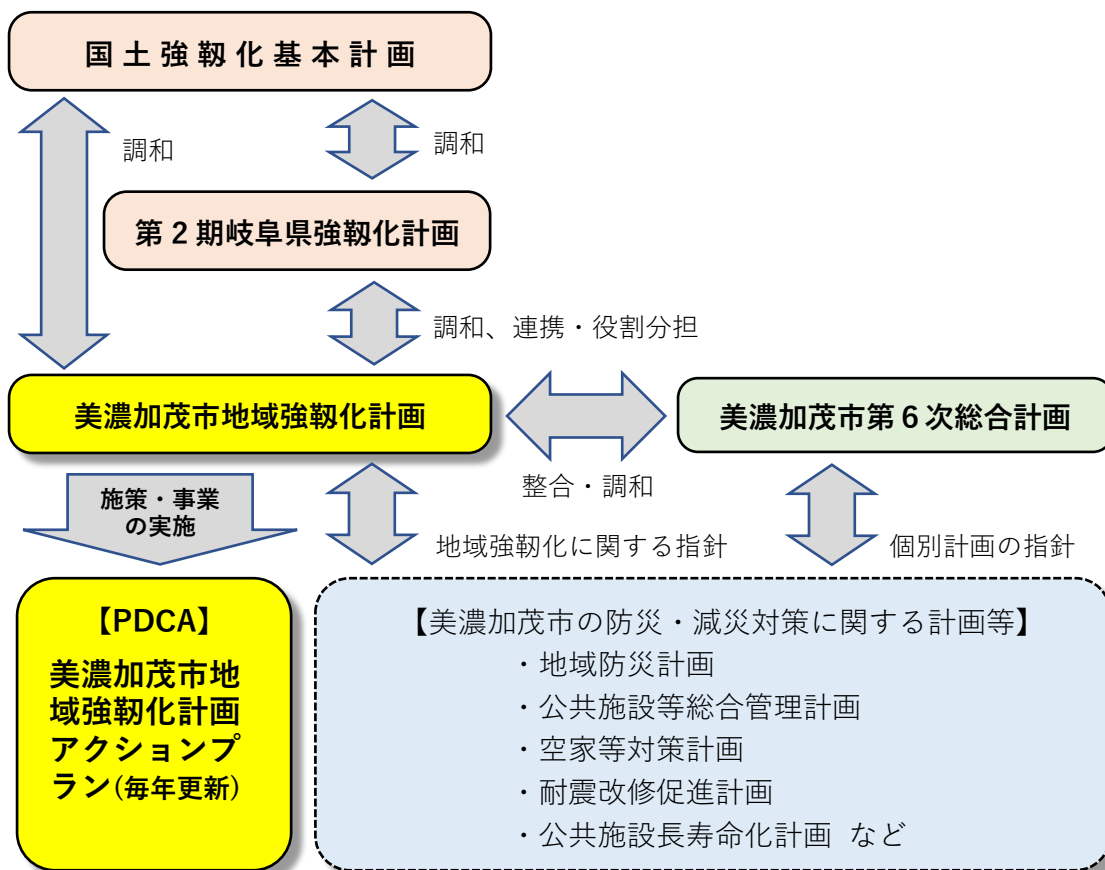 国土強靱化基本計画
調和
調和
第2期岐阜県強靱化計画
調和、連携・役割分担
美濃加茂市地域強靱化計画
美濃加茂市第6次総合計画
整合・調和
施策・事業
の実施
地域強靱化に関する指針
個別計画の指針
【PDCA】
美濃加茂市地
域強靱化計画
アクションプ
ラン(毎年更新)
【美濃加茂市の防災・減災対策に関する計画等】
・地域防災計画
・公共施設等総合管理計画
・空家等対策計画
・耐震改修促進計画
・公共施設長寿命化計画 など